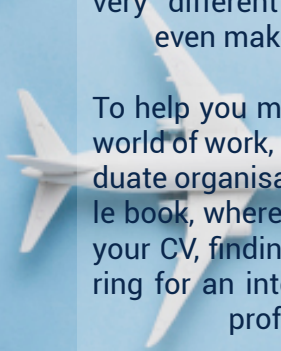 very different
even mak
To help you m
world of work,
duate organisa
le book, where
your CV, findin
ring for an inte
prof